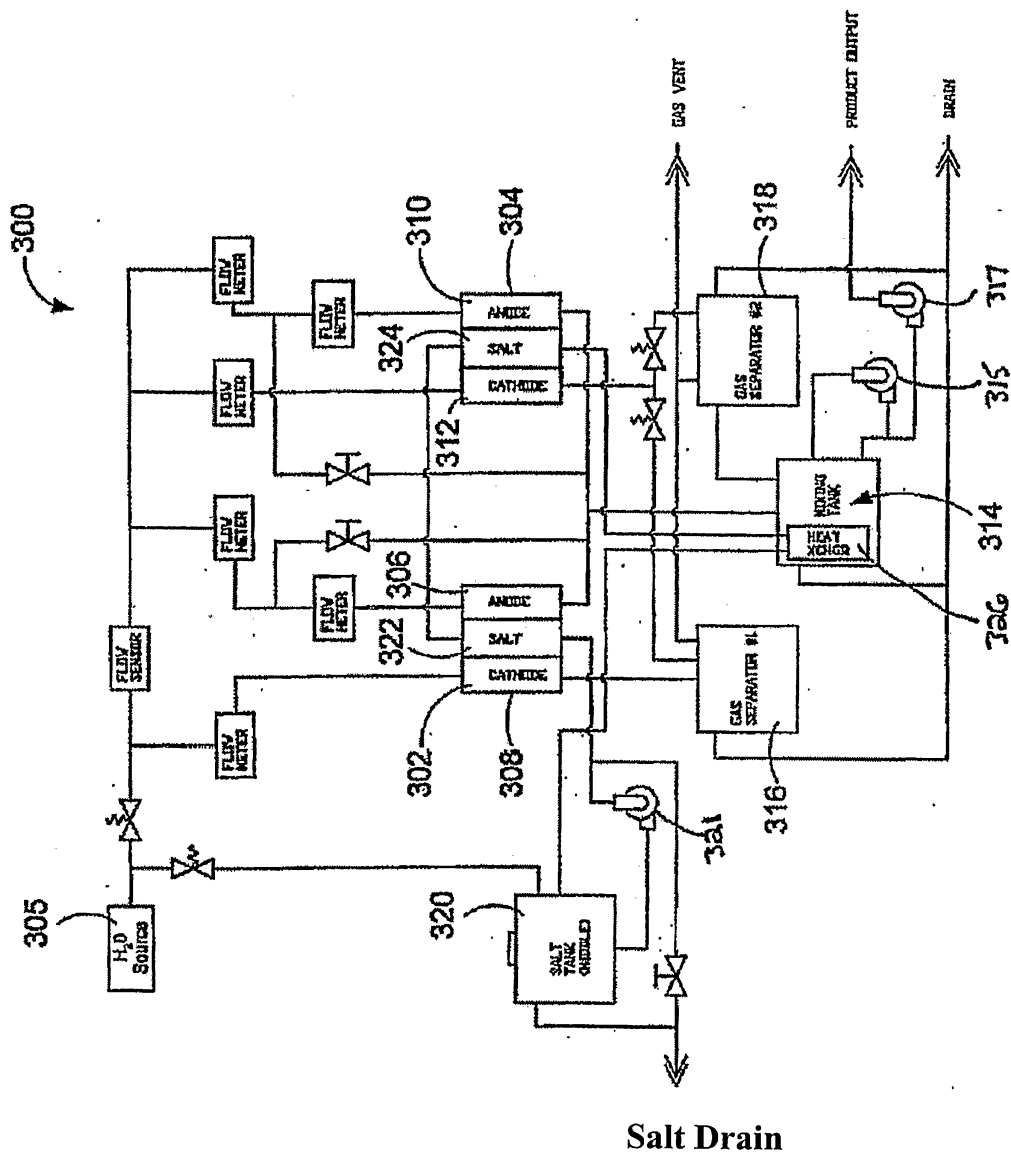 300
305
H₂O
Source
FLOW
SENSOR
FLOW
METER
FLOW
METER
FLOW
METER
FLOW
METER
FLOW
METER
FLOW
METER
302
308
322
306
CATHODE
SALT
ANODE
312
324
310
304
CATHODE
SALT
ANODE
320
SALT
TANK
(MIDDLE)
321
316
GAS
SEPARATOR #1
326
HEAT
XCHGR
MIXING
TANK
314
GAS
SEPARATOR #2
318
315
317
GAS VENT
PRODUCT OUTPUT
DRAIN
Salt Drain